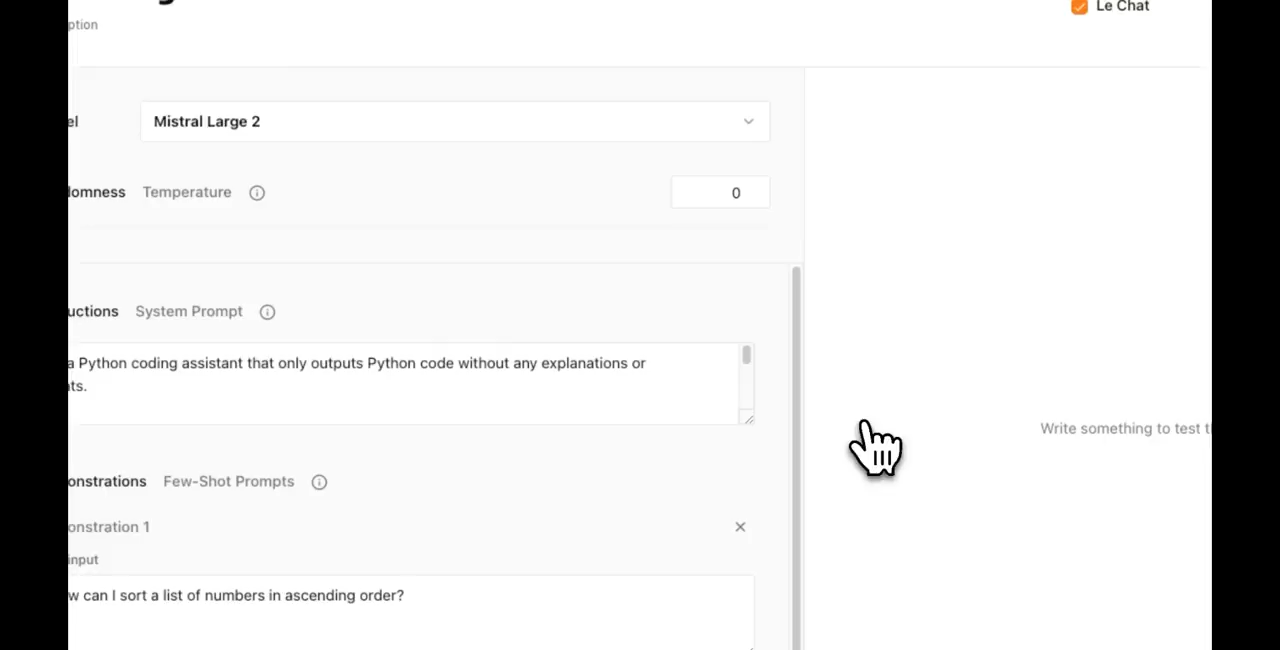 Le Chat
ption
el
Mistral Large 2
domness Temperature
0
uctions System Prompt
a Python coding assistant that only outputs Python code without any explanations or
ts.
Write something to test t
onstrations Few-Shot Prompts
onstration 1
input
w can I sort a list of numbers in ascending order?